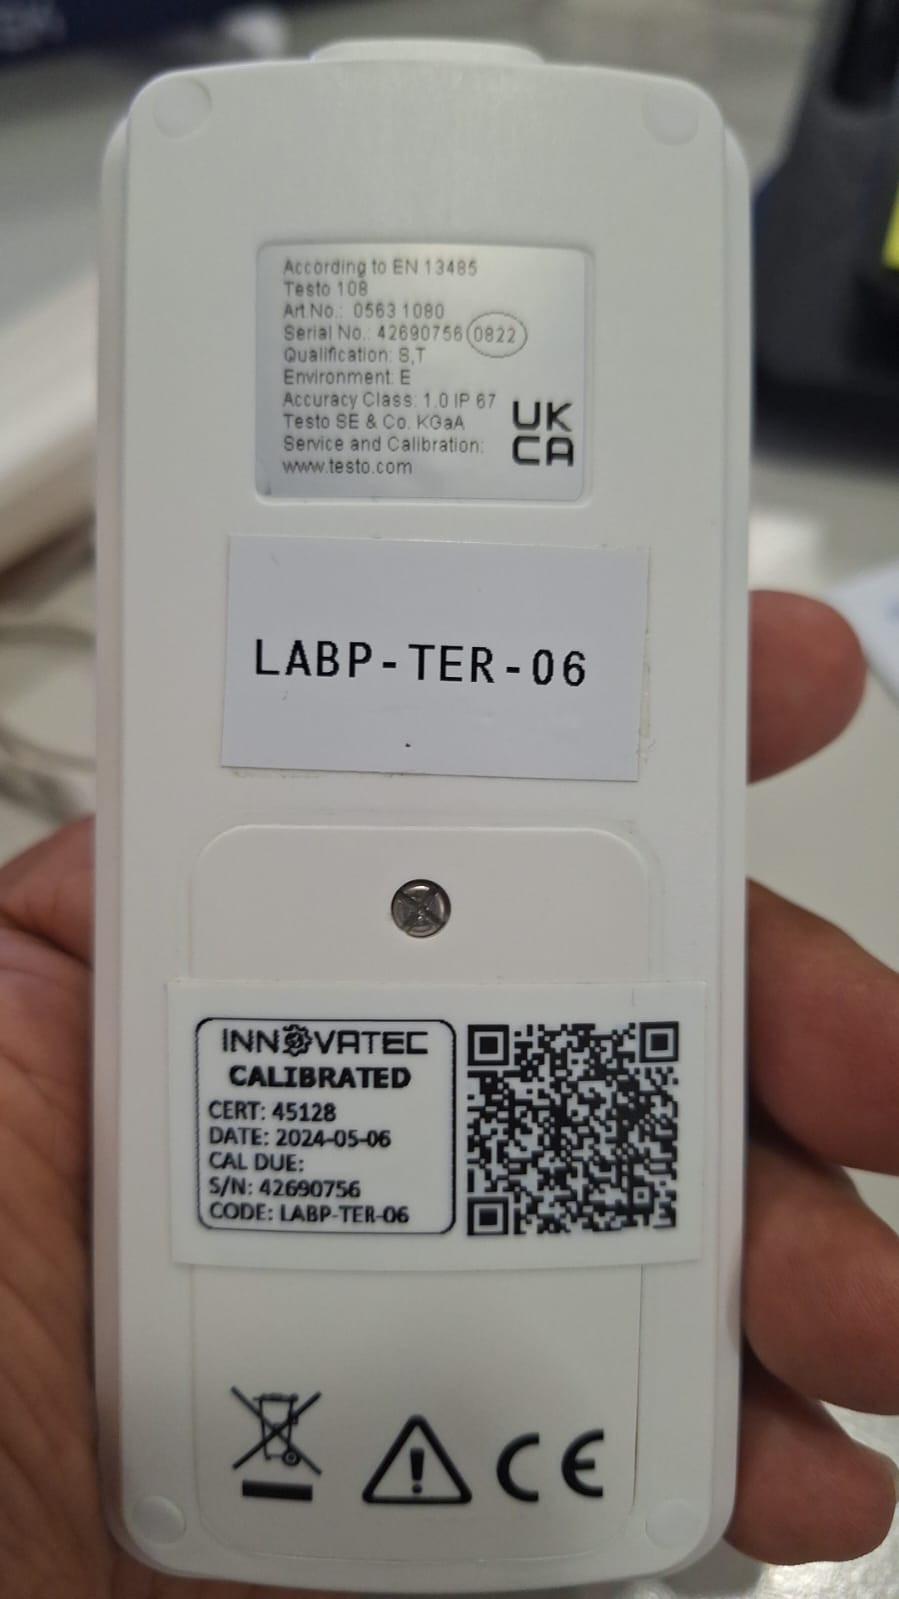 According to EN 13485
Testo 108
Art.No.: 0563 1080
Serial No.: 42690756 0822
Qualification: S,T
Environment: E
Accuracy Class: 1.0 IP 67
Testo SE & Co. KGaA
Service and Calibration:
www.testo.com
UK
CA
LABP-TER-06
INNOVATEC
CALIBRATED
CERT: 45128
DATE: 2024-05-06
CAL DUE:
S/N: 42690756
CODE: LABP-TER-06
CE